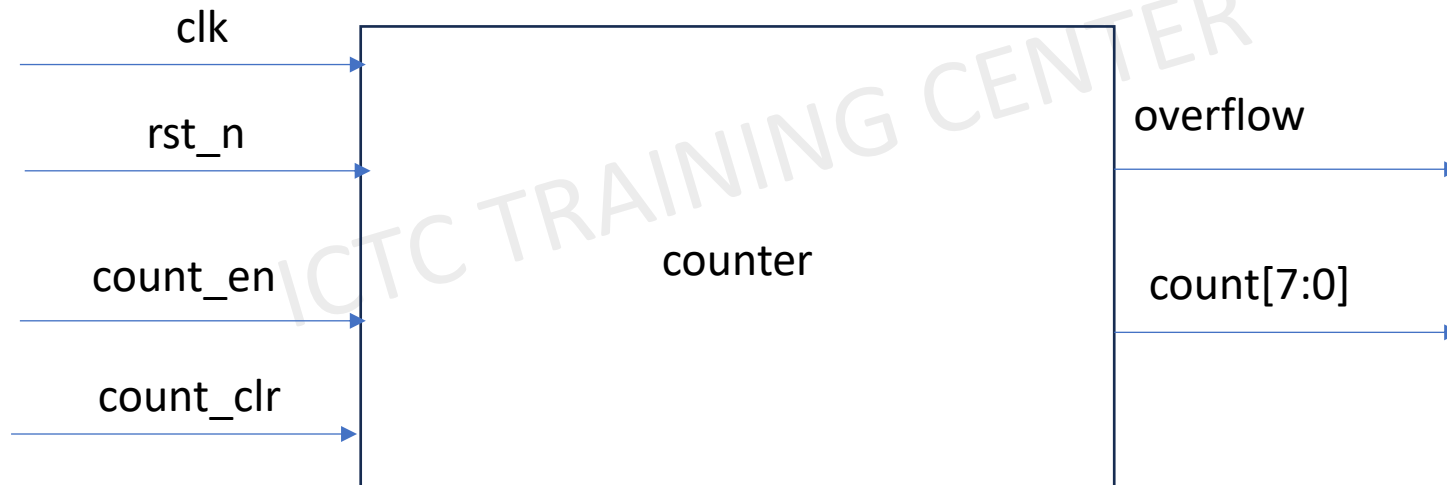 clk
rst_n
count_en
count_clr
counter
overflow
count[7:0]
ICTC TRAINING CENTER